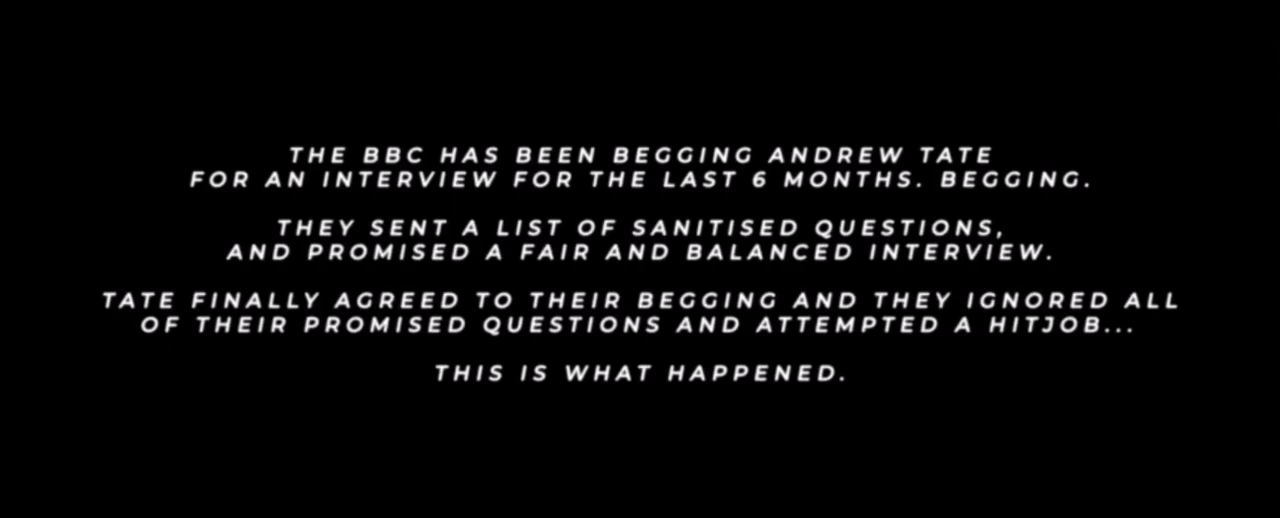 THE BBC HAS BEEN BEGGING ANDREW TATE
FOR AN INTERVIEW FOR THE LAST 6 MONTHS. BEGGING.
THEY SENT A LIST OF SANITISED QUESTIONS,
AND PROMISED A FAIR AND BALANCED INTERVIEW.
TATE FINALLY AGREED TO THEIR BEGGING AND THEY IGNORED ALL
OF THEIR PROMISED QUESTIONS AND ATTEMPTED A HITJOB...
THIS IS WHAT HAPPENED.